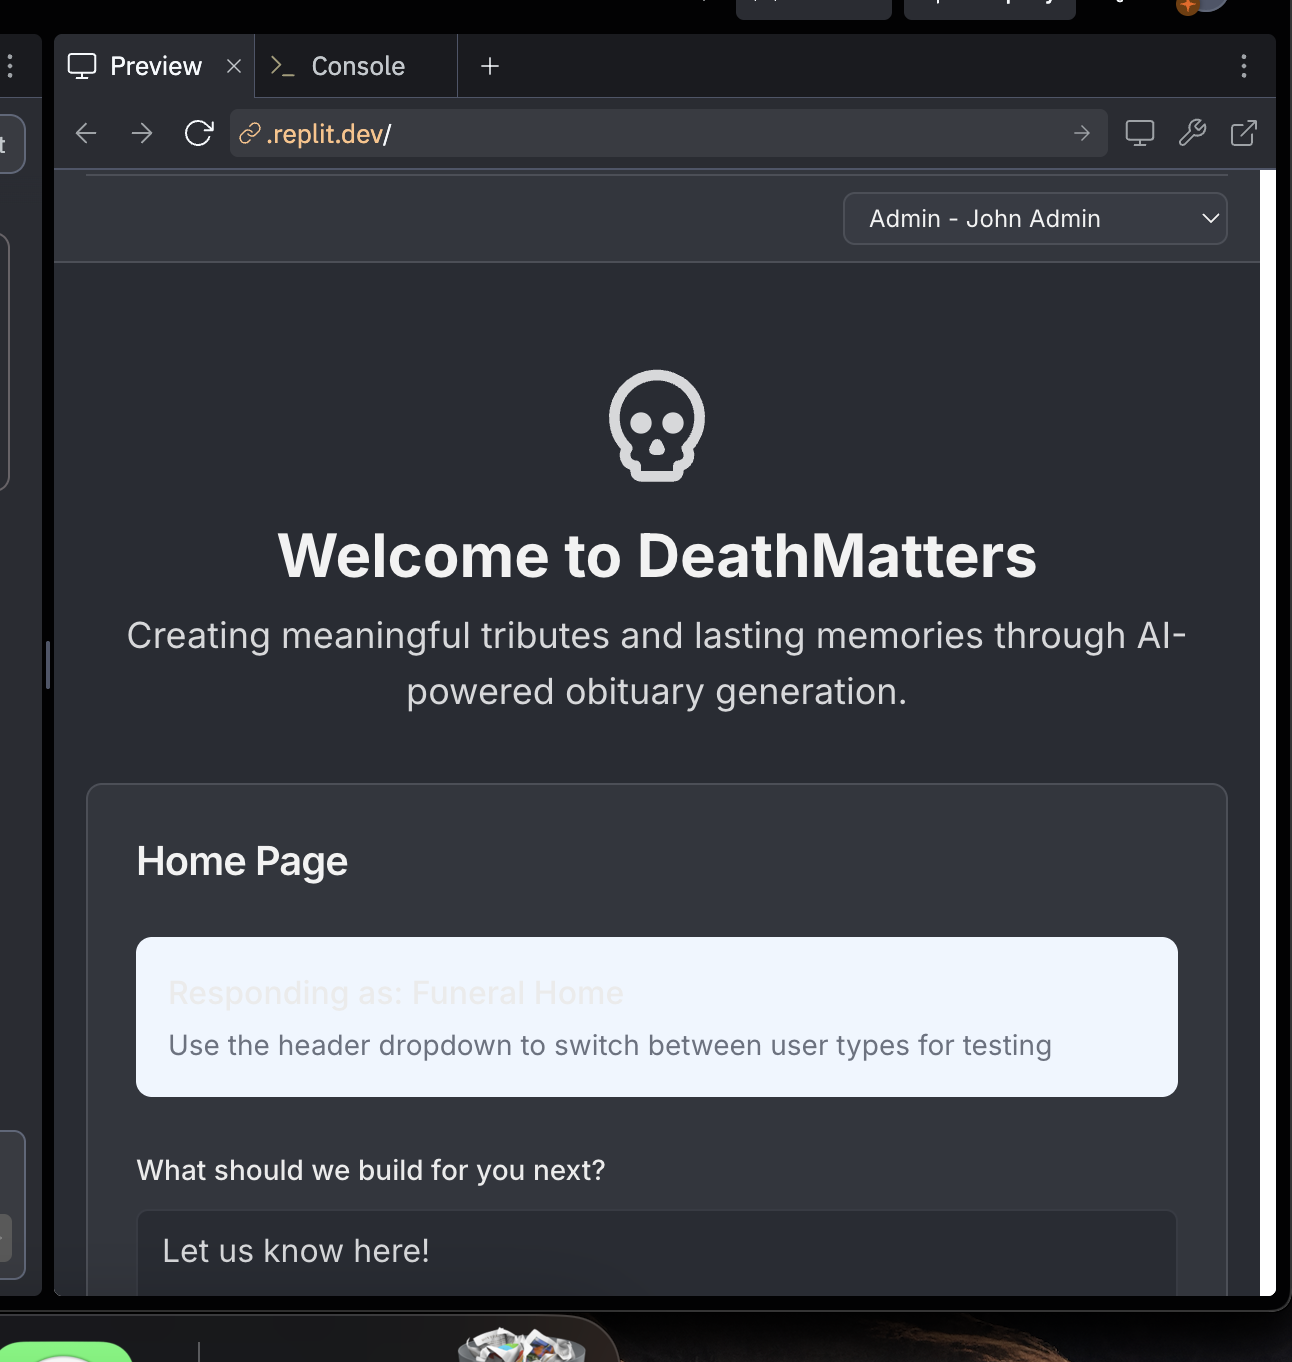 Preview
Console
.replit.dev/
Admin - John Admin
Welcome to DeathMatters
Creating meaningful tributes and lasting memories through AI-
powered obituary generation.
Home Page
Responding as: Funeral Home
Use the header dropdown to switch between user types for testing
What should we build for you next?
Let us know here!